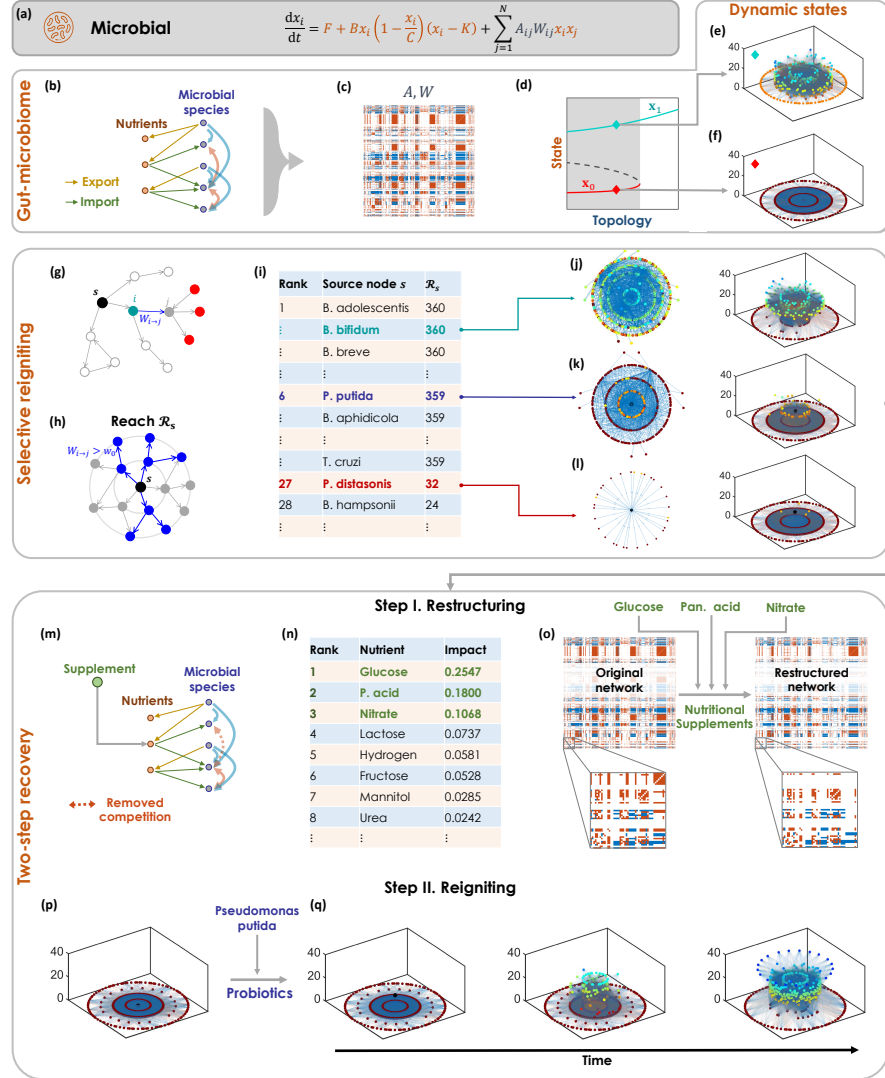 (a)
Microbial
dx_i/dt = F + Bx_i (1 − x_i/C) (x_i − K) + ∑_{j=1}^{N} A_{ij}W_{ij}x_ix_j
Dynamic states
(e)
40
20
0
Gut-microbiome
(b)
Microbial
species
Nutrients
Export
Import
(c)
A, W
(d)
State
x_1
x_0
Topology
(f)
40
20
0
Selective reigniting
(g)
s
i
j
W_{i→j}
(h)
Reach ℛ_s
W_{i→j} > w_0
s
(i)
Rank Source node s ℛ_s
1 B. adolescentis 360
⋮ B. bifidum 360
⋮ B. breve 360
⋮ ⋮ ⋮
6 P. putida 359
⋮ B. aphidicola 359
⋮ ⋮ ⋮
⋮ T. cruzi 359
27 P. distasonis 32
28 B. hampsonii 24
⋮ ⋮ ⋮
(j)
40
20
0
(k)
40
20
0
(l)
40
20
0
Two-step recovery
Step I. Restructuring
(m)
Supplement
Microbial
species
Nutrients
Removed
competition
(n)
Rank Nutrient Impact
1 Glucose 0.2547
2 P. acid 0.1800
3 Nitrate 0.1068
4 Lactose 0.0737
5 Hydrogen 0.0581
6 Fructose 0.0528
7 Mannitol 0.0285
8 Urea 0.0242
⋮ ⋮ ⋮
(o)
Glucose Pan. acid Nitrate
Original
network
Nutritional
Supplements
Restructured
network
Step II. Reigniting
(p)
40
20
0
Pseudomonas
putida
Probiotics
(q)
40
20
0
40
20
0
40
20
0
Time